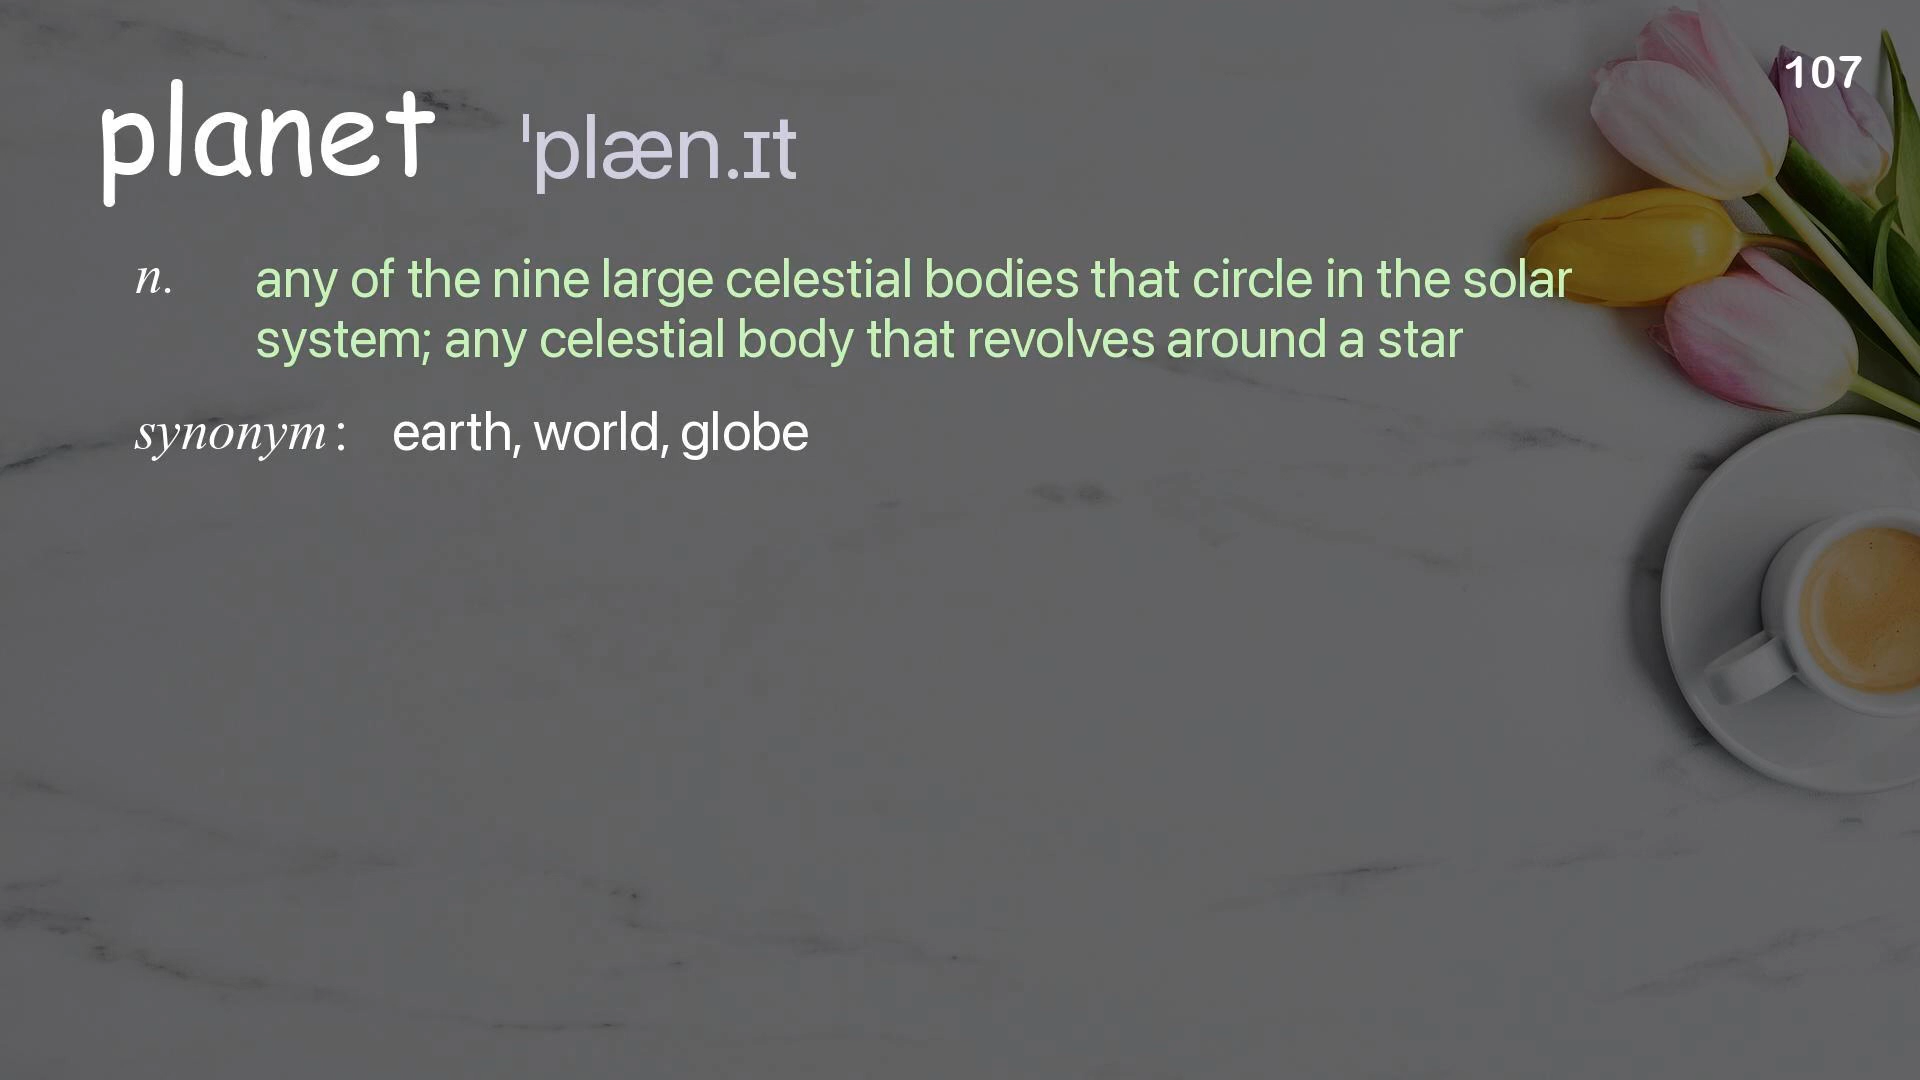 107
planet ˈplæn.ɪt
n. any of the nine large celestial bodies that circle in the solar
system; any celestial body that revolves around a star
synonym: earth, world, globe